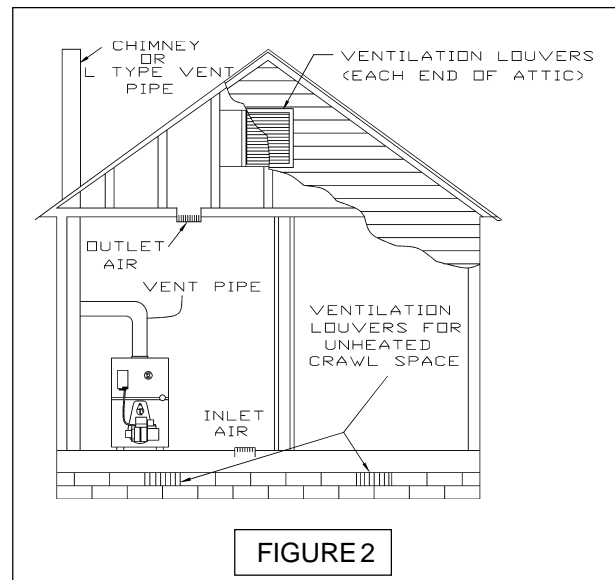 CHIMNEY
OR
L TYPE VENT
PIPE
VENTILATION LOUVERS
(EACH END OF ATTIC)
OUTLET
AIR
VENT PIPE
VENTILATION
LOUVERS FOR
UNHEATED
CRAWL SPACE
INLET
AIR
FIGURE 2